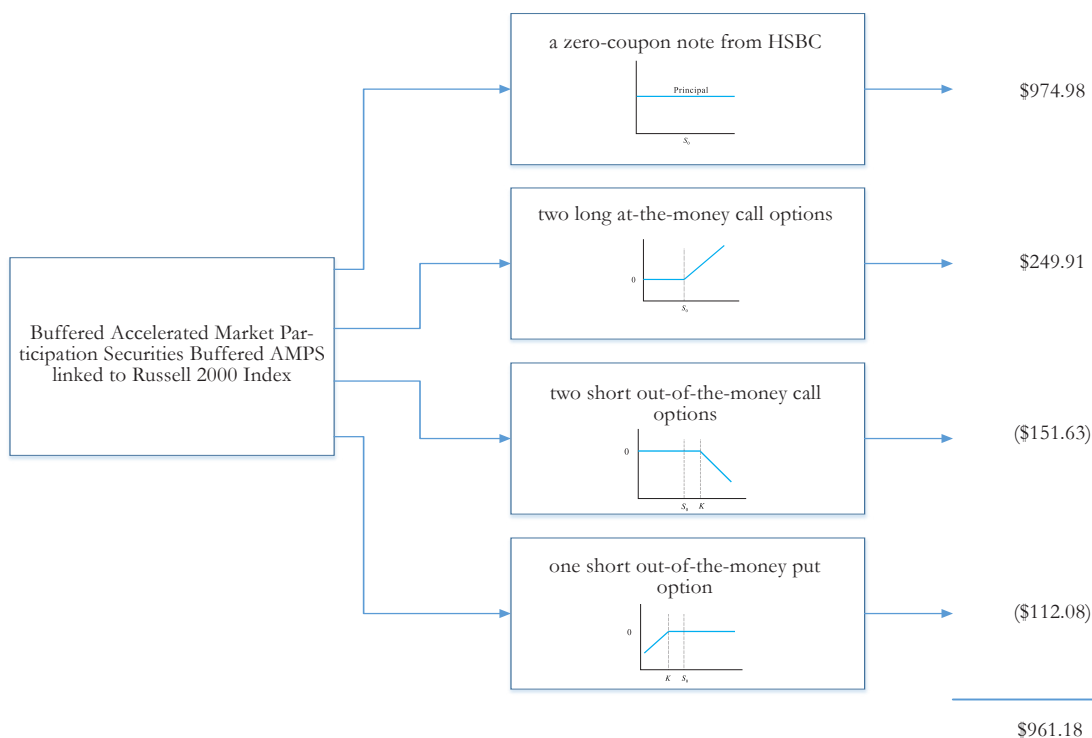 a zero-coupon note from HSBC
Principal
S₀
$974.98
two long at-the-money call options
0
S₀
$249.91
Buffered Accelerated Market Par-
ticipation Securities Buffered AMPS
linked to Russell 2000 Index
two short out-of-the-money call
options
0
S₀ K
($151.63)
one short out-of-the-money put
option
0
K S₀
($112.08)
$961.18